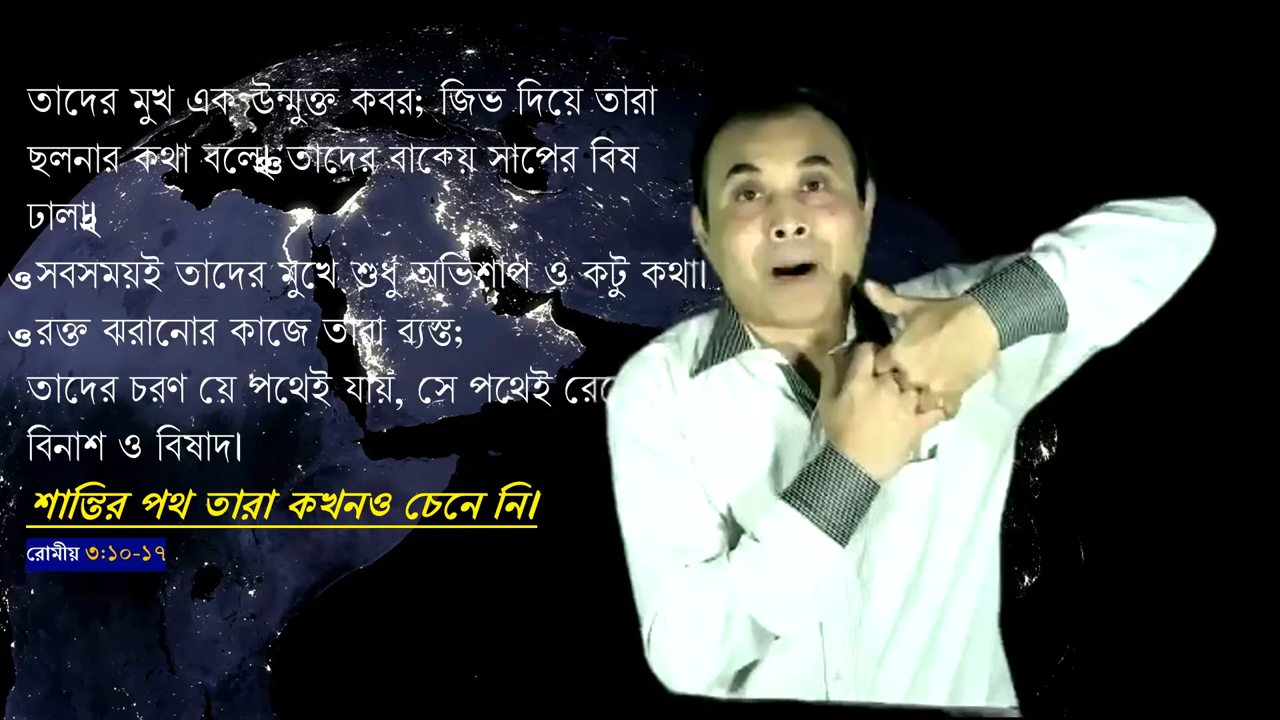 তাদের মুখ এক উন্মুক্ত কবর; জিভ দিয়ে তারা
ছলনার কথা বলে। তাদের বাক্যে সাপের বিষ
ঢালা।
ও সবসময়ই তাদের মুখে শুধু অভিশাপ ও কটু কথা।
ও রক্ত ঝরানোর কাজে তারা ব্যস্ত;
তাদের চরণ যে পথেই যায়, সে পথেই
বিনাশ ও বিষাদ।
শান্তির পথ তারা কখনও চেনে নি।
রোমীয় ৩:১০-১৭